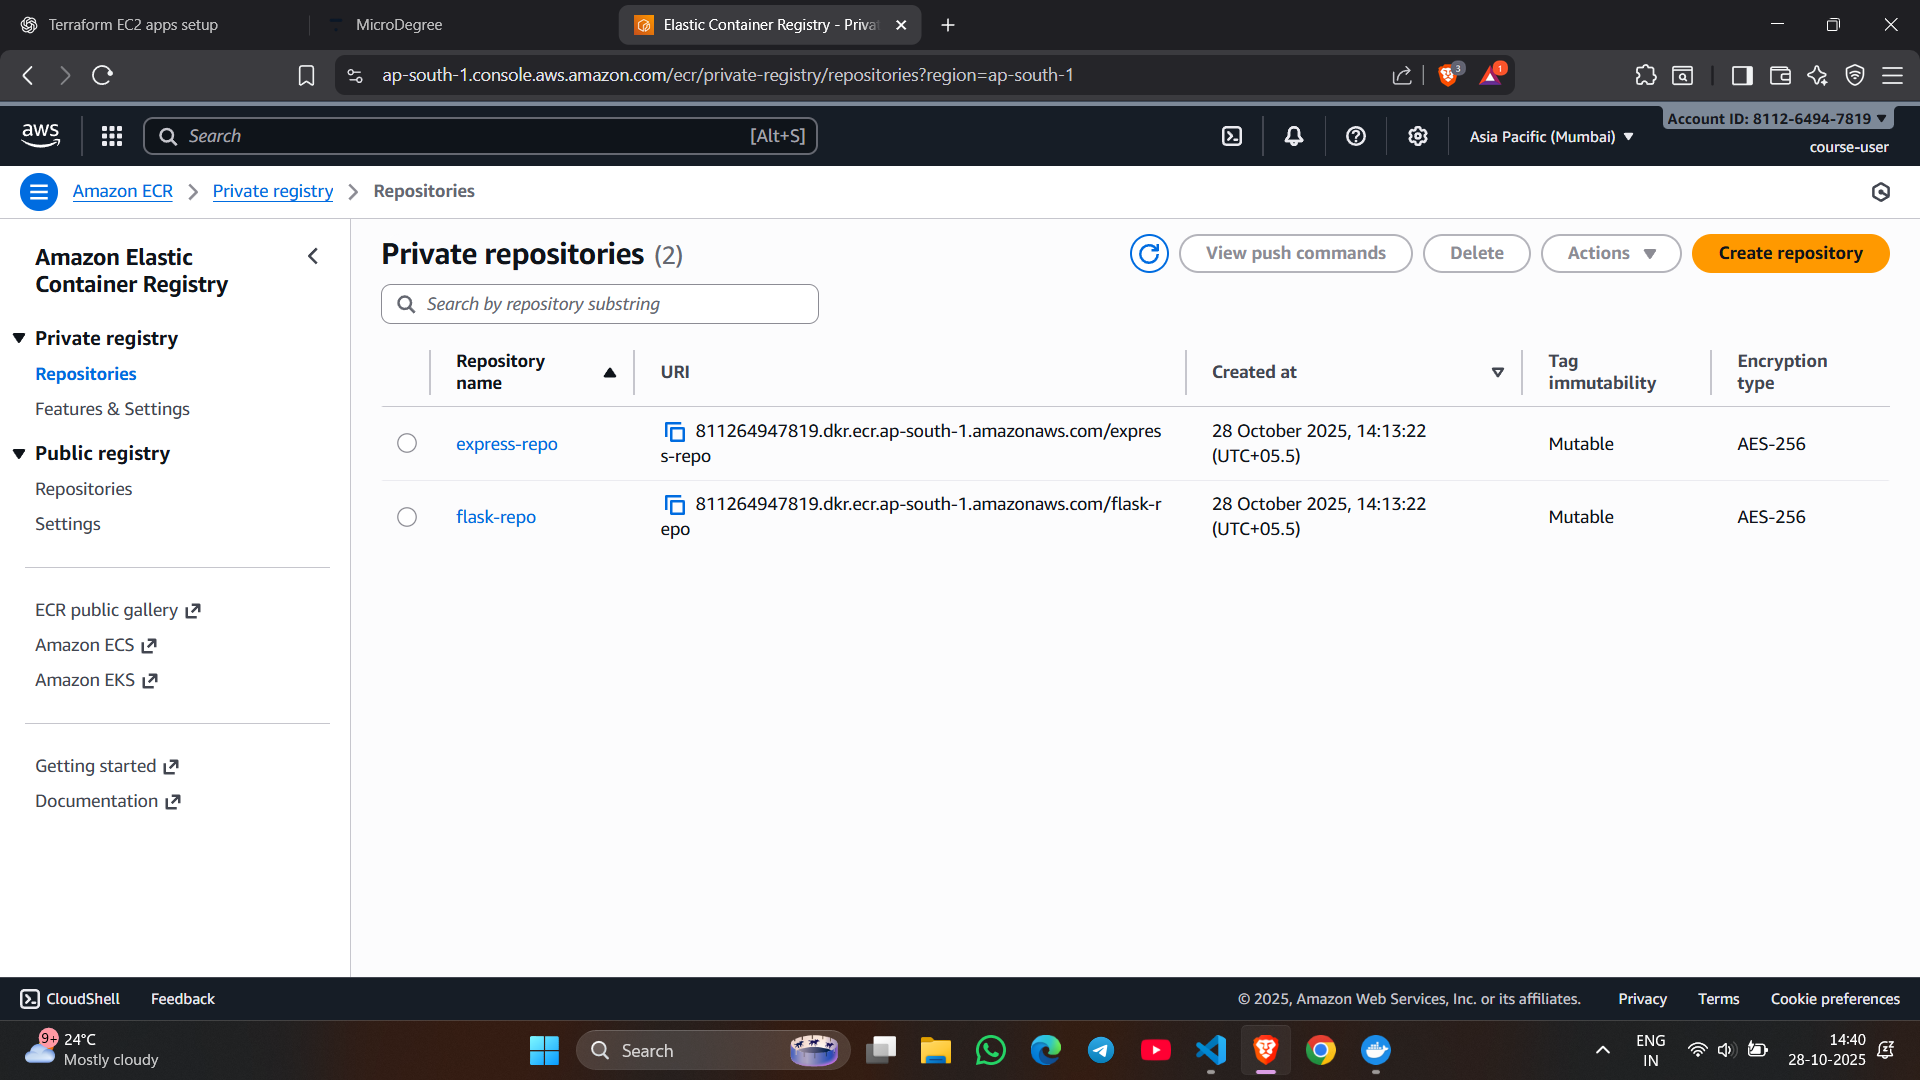 Terraform EC2 apps setup
MicroDegree
Elastic Container Registry - Priva
ap-south-1.console.aws.amazon.com/ecr/private-registry/repositories?region=ap-south-1
3
1
aws
Search
[Alt+S]
Asia Pacific (Mumbai)
Account ID: 8112-6494-7819
course-user
Amazon ECR
Private registry
Repositories
Amazon Elastic
Container Registry
Private registry
Repositories
Features & Settings
Public registry
Repositories
Settings
ECR public gallery
Amazon ECS
Amazon EKS
Getting started
Documentation
Private repositories (2)
View push commands
Delete
Actions
Create repository
Search by repository substring
Repository
name
URI
Created at
Tag
immutability
Encryption
type
express-repo
811264947819.dkr.ecr.ap-south-1.amazonaws.com/expres
s-repo
28 October 2025, 14:13:22
(UTC+05.5)
Mutable
AES-256
flask-repo
811264947819.dkr.ecr.ap-south-1.amazonaws.com/flask-r
epo
28 October 2025, 14:13:22
(UTC+05.5)
Mutable
AES-256
CloudShell
Feedback
© 2025, Amazon Web Services, Inc. or its affiliates.
Privacy
Terms
Cookie preferences
9+
24°C
Mostly cloudy
Search
ENG
IN
14:40
28-10-2025